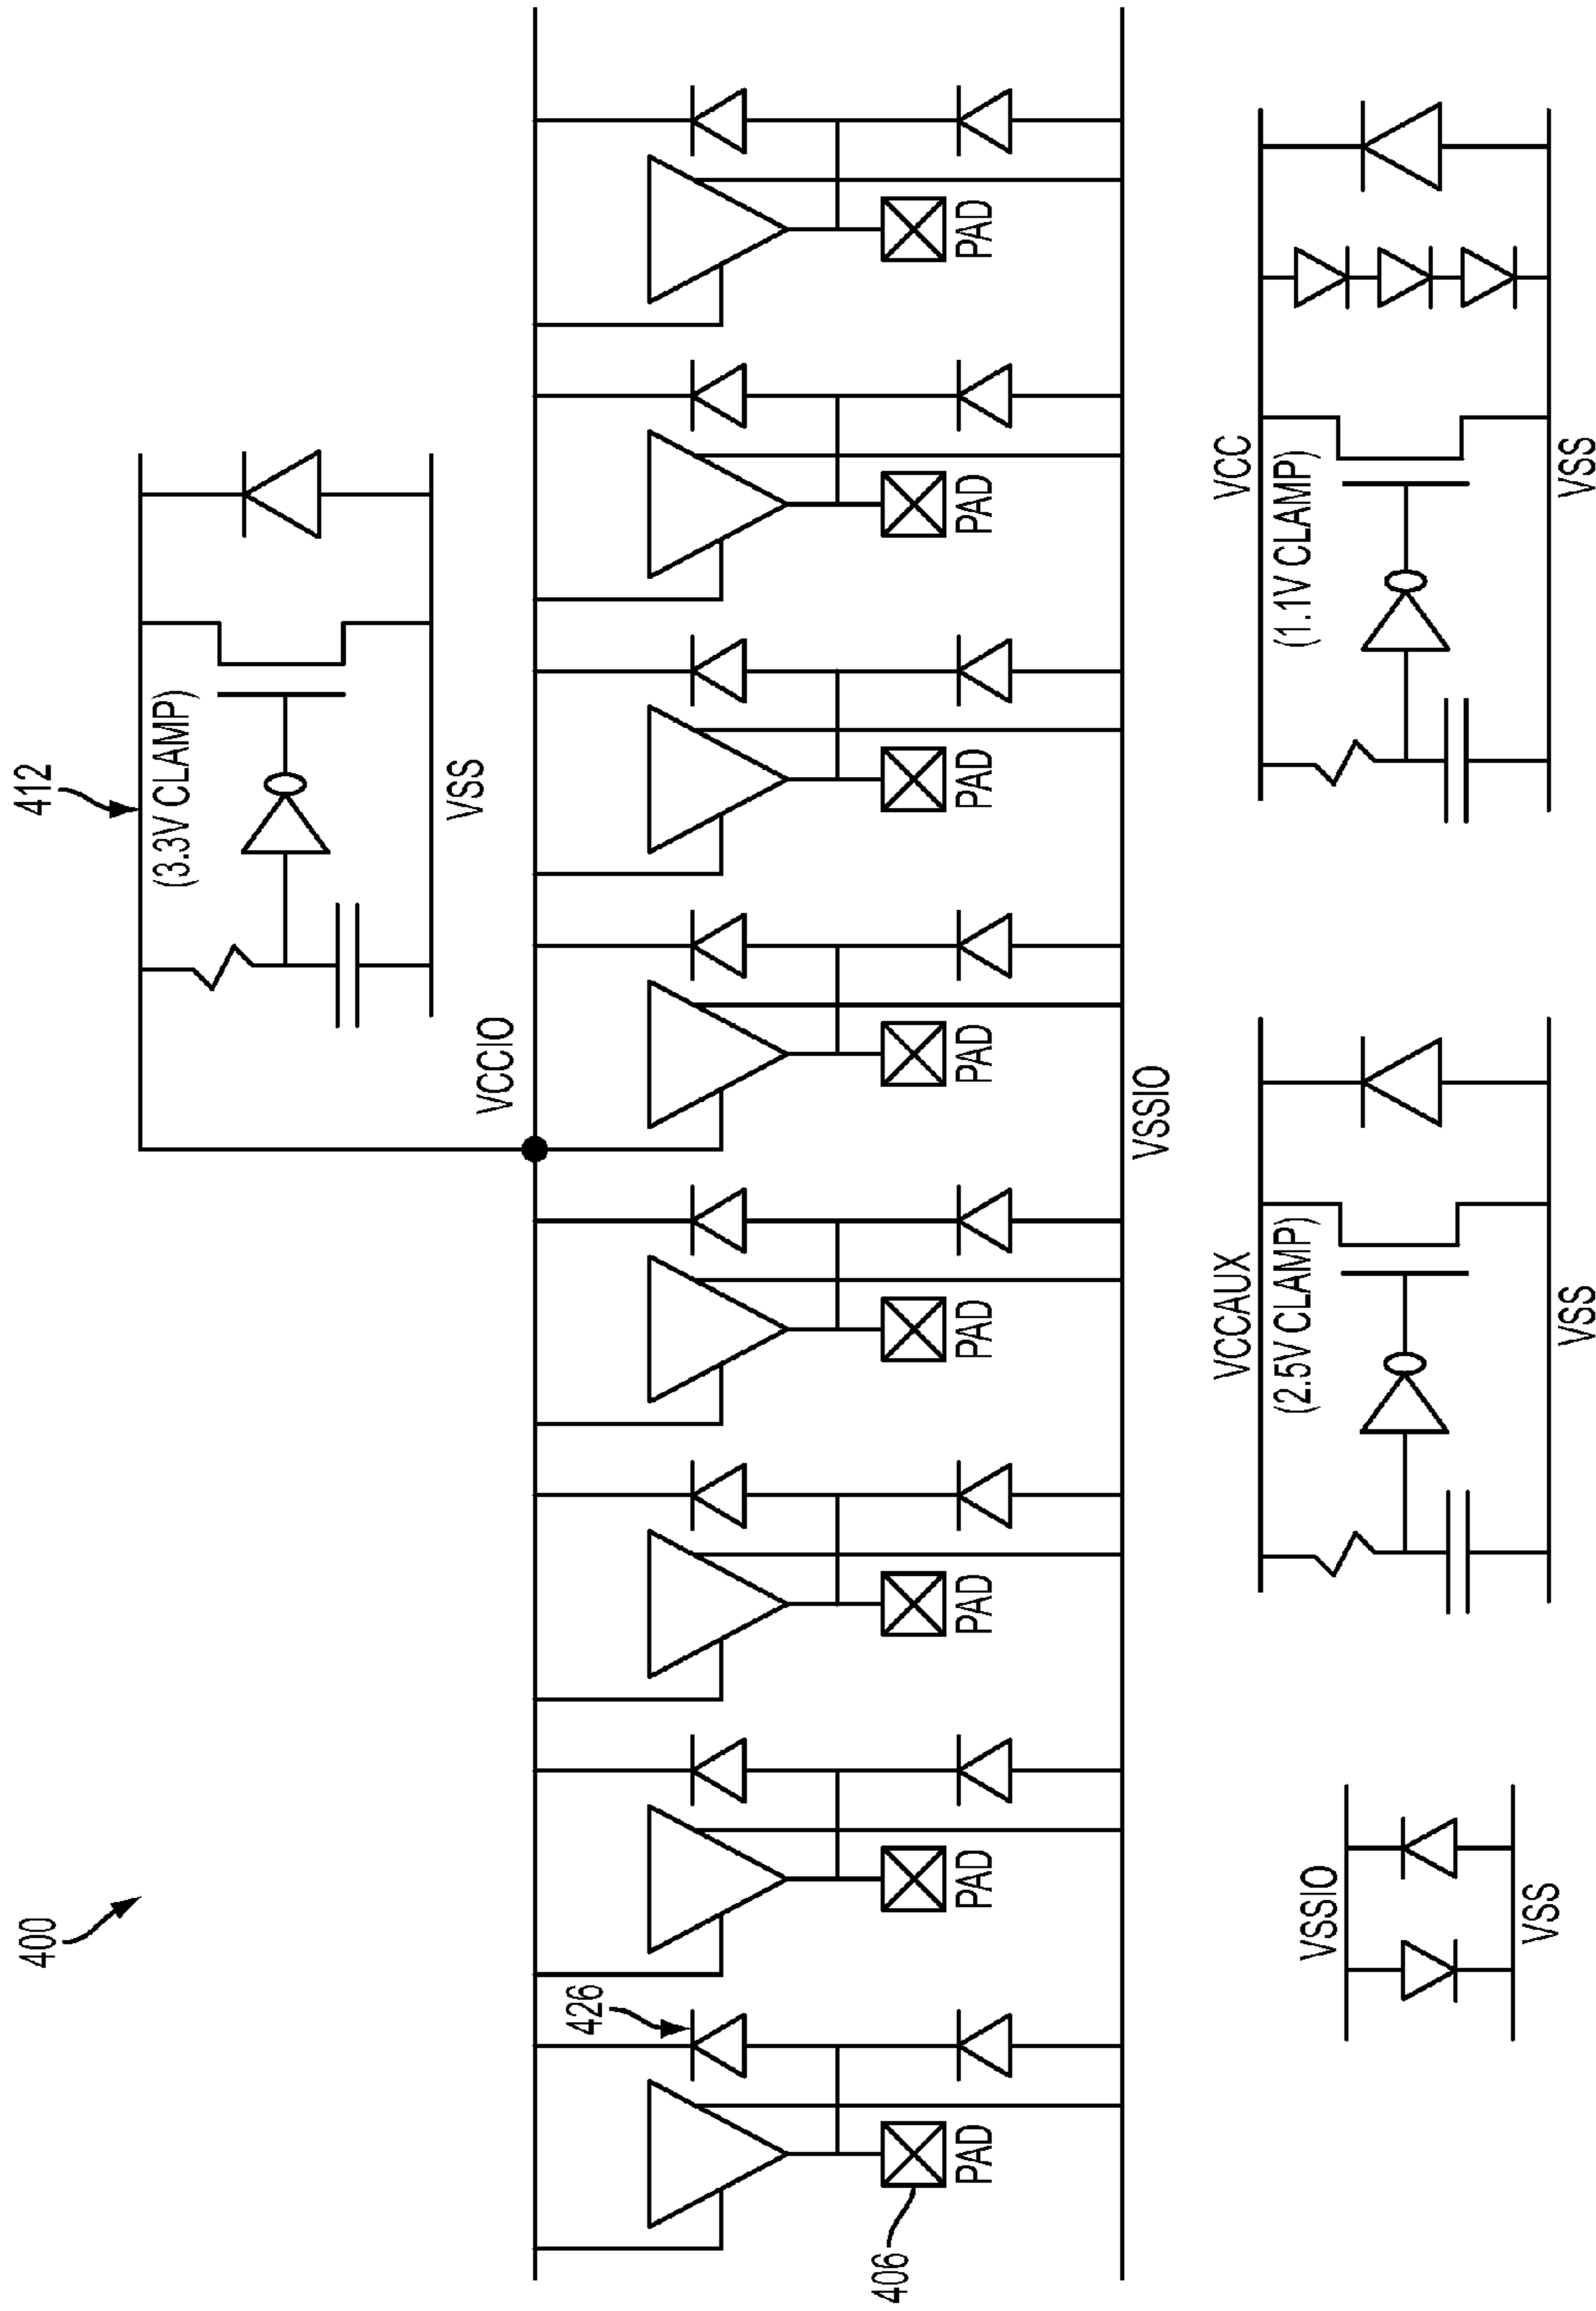 400
412
(3.3V CLAMP)
VSS
VCCIO
426
406
PAD
PAD
PAD
PAD
PAD
PAD
PAD
PAD
VSSIO
VSSIO
VSS
VCCAUX
(2.5V CLAMP)
VSS
VCC
(1.1V CLAMP)
VSS